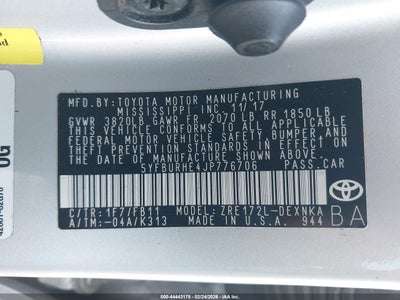 MFD.BY: TOYOTA MOTOR MANUFACTURING
MISSISSIPPI INC. 11/17
GVWR 3820LB GAWR FR 2070 LB RR 1850 LB
THIS VEHICLE CONFORMS TO ALL APPLICABLE
FEDERAL MOTOR VEHICLE SAFETY, BUMPER, AND
THEFT PREVENTION STANDARDS IN EFFECT ON
THE DATE OF MANUFACTURE SHOWN ABOVE.
5YFBURHE4JP776706 PASS.CAR
C/TR: 1F7/FB11 MODEL: ZRE172L-DEXNKA
A/TM: -04A/K313 MADE IN U.S.A. 944
BA
TOYOTA
OG
000-44443176 - 02/24/2026 - IAAI